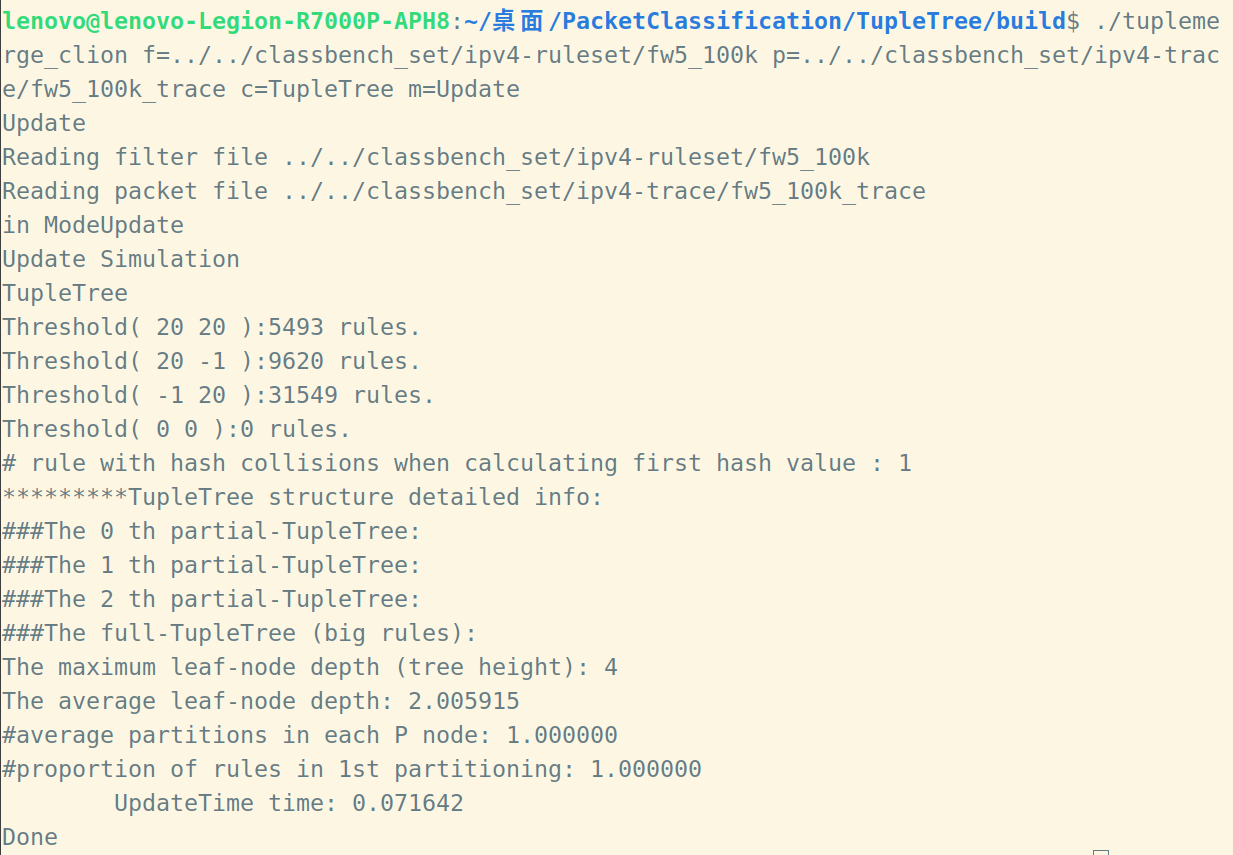 lenovo@lenovo-Legion-R7000P-APH8:~/桌面/PacketClassification/TupleTree/build$ ./tupleme
rge_clion f=../../classbench_set/ipv4-ruleset/fw5_100k p=../../classbench_set/ipv4-trac
e/fw5_100k_trace c=TupleTree m=Update
Update
Reading filter file ../../classbench_set/ipv4-ruleset/fw5_100k
Reading packet file ../../classbench_set/ipv4-trace/fw5_100k_trace
in ModeUpdate
Update Simulation
TupleTree
Threshold( 20 20 ):5493 rules.
Threshold( 20 -1 ):9620 rules.
Threshold( -1 20 ):31549 rules.
Threshold( 0 0 ):0 rules.
# rule with hash collisions when calculating first hash value : 1
*********TupleTree structure detailed info:
###The 0 th partial-TupleTree:
###The 1 th partial-TupleTree:
###The 2 th partial-TupleTree:
###The full-TupleTree (big rules):
The maximum leaf-node depth (tree height): 4
The average leaf-node depth: 2.005915
#average partitions in each P node: 1.000000
#proportion of rules in 1st partitioning: 1.000000
        UpdateTime time: 0.071642
Done